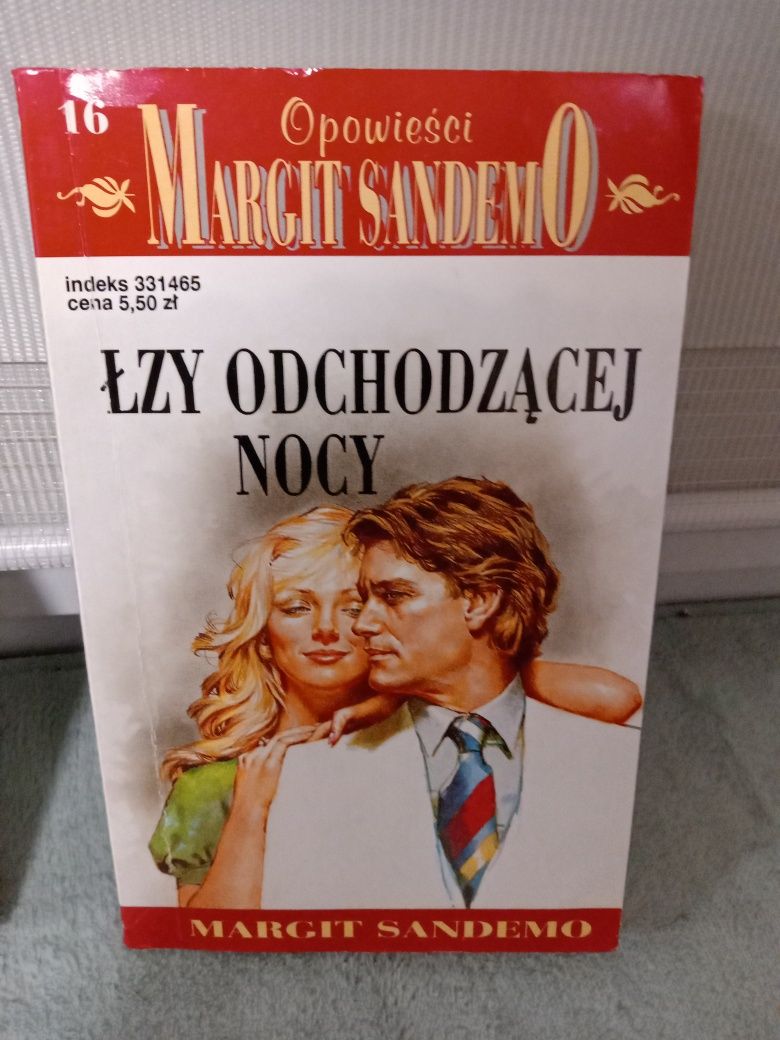 16
Opowieści
MARGIT SANDEMO
indeks 331465
cena 5,50 zł
ŁZY ODCHODZĄCEJ
NOCY
MARGIT SANDEMO